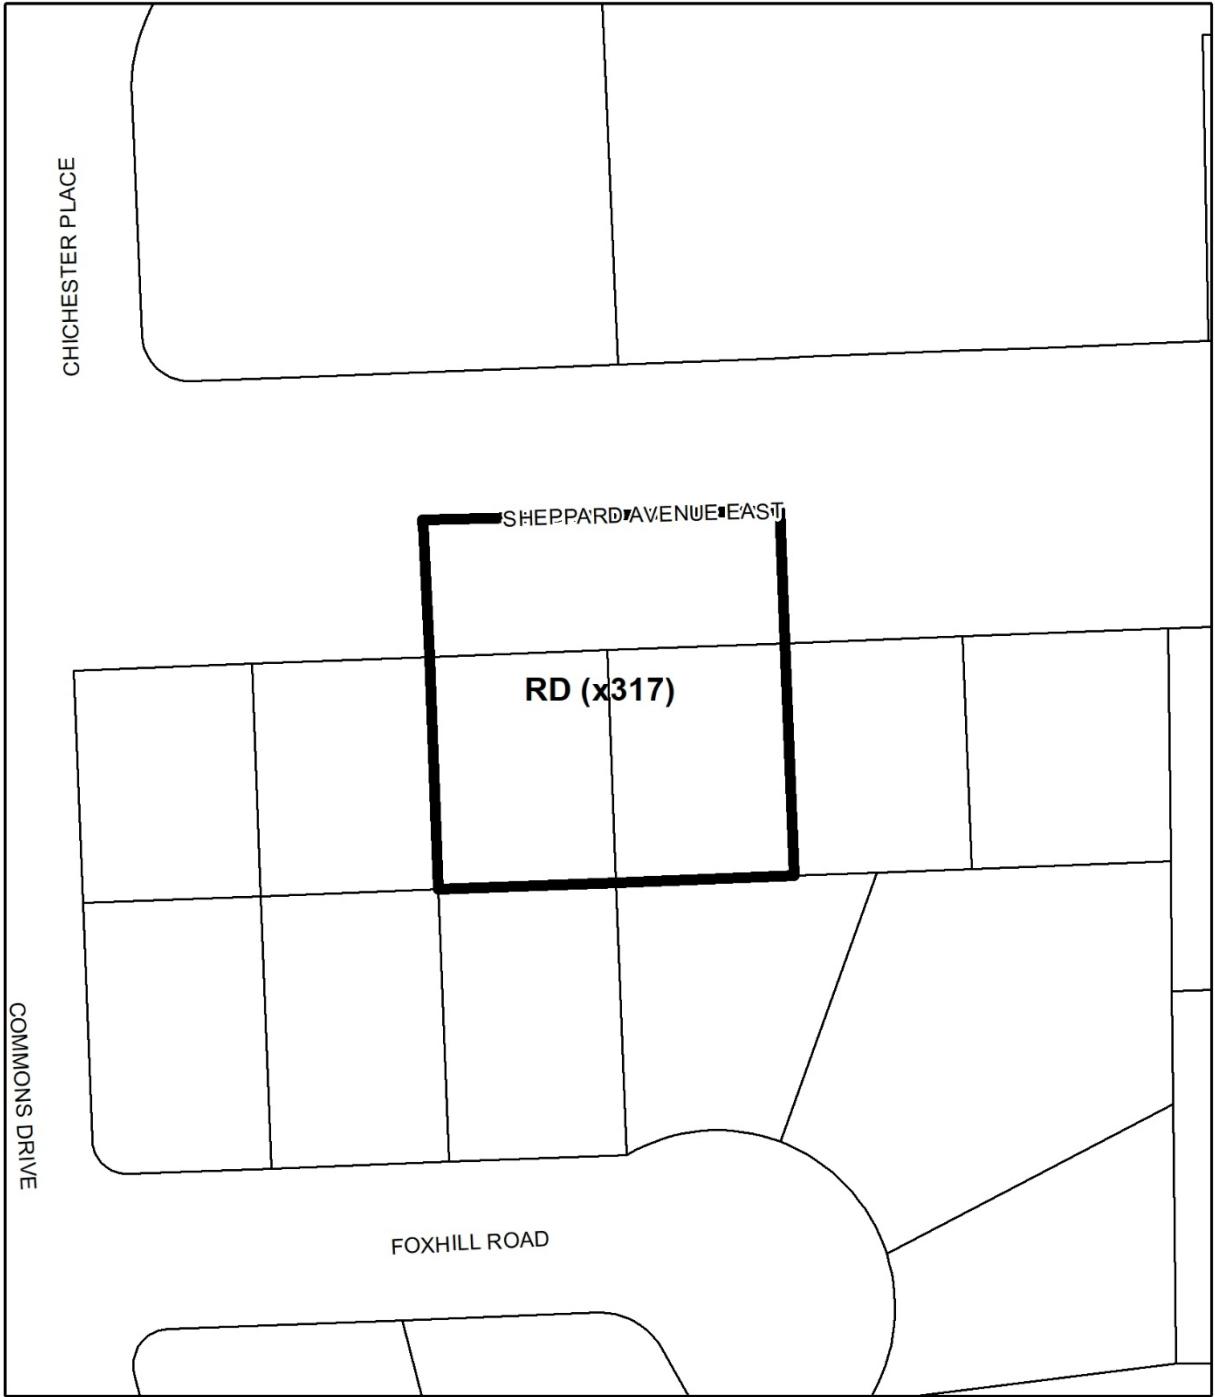 CHICHESTER PLACE
SHEPPARD AVENUE EAST
RD (x317)
COMMONS DRIVE
FOXHILL ROAD